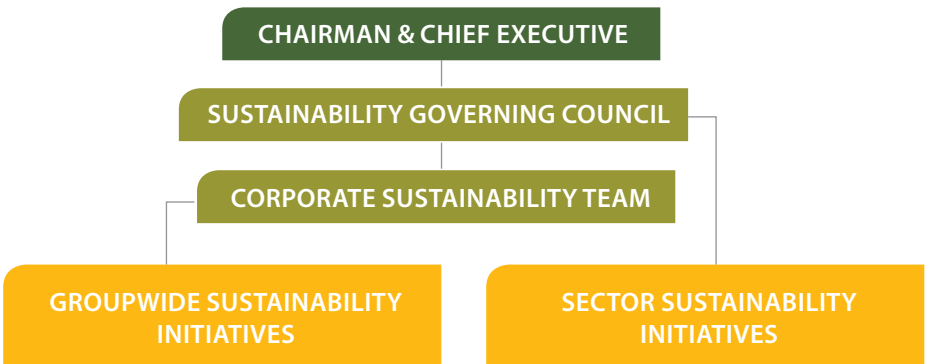 CHAIRMAN & CHIEF EXECUTIVE
SUSTAINABILITY GOVERNING COUNCIL
CORPORATE SUSTAINABILITY TEAM
GROUPWIDE SUSTAINABILITY
INITIATIVES
SECTOR SUSTAINABILITY
INITIATIVES